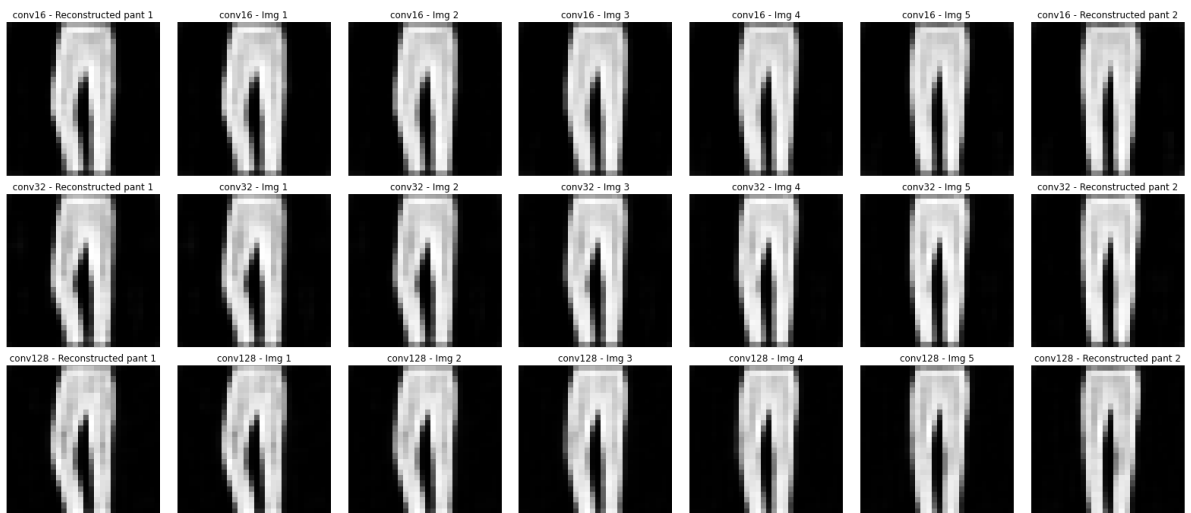 conv16 - Reconstructed pant 1
conv16 - Img 1
conv16 - Img 2
conv16 - Img 3
conv16 - Img 4
conv16 - Img 5
conv16 - Reconstructed pant 2
conv32 - Reconstructed pant 1
conv32 - Img 1
conv32 - Img 2
conv32 - Img 3
conv32 - Img 4
conv32 - Img 5
conv32 - Reconstructed pant 2
conv128 - Reconstructed pant 1
conv128 - Img 1
conv128 - Img 2
conv128 - Img 3
conv128 - Img 4
conv128 - Img 5
conv128 - Reconstructed pant 2